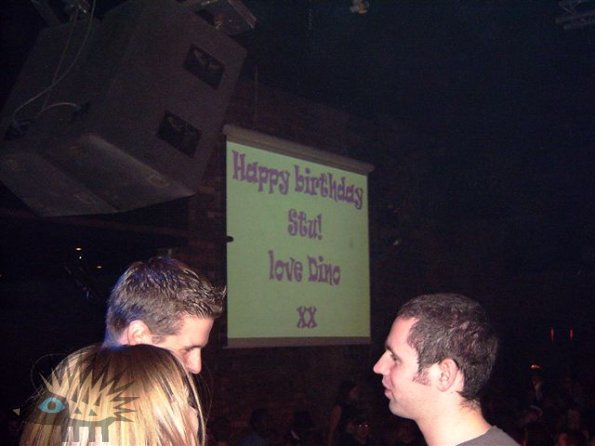 Happy birthday
Stu!
love Dino
XX